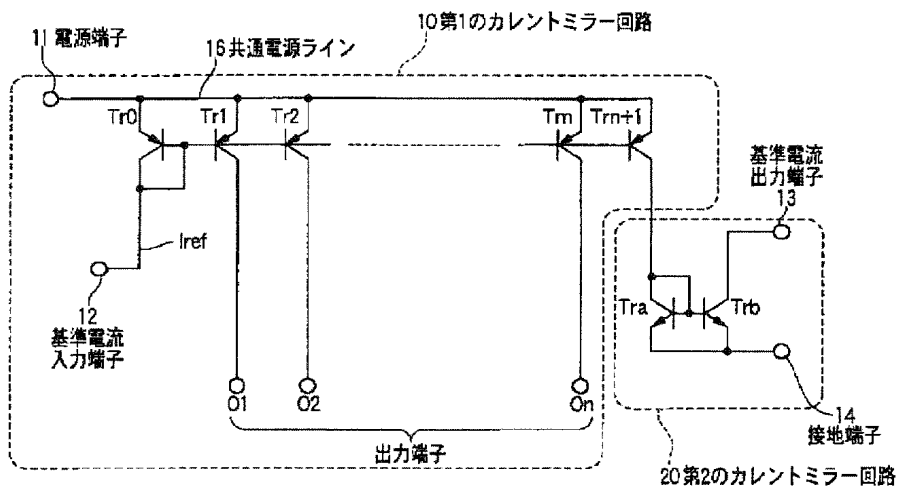 10第1のカレントミラー回路
11電源端子
16共通電源ライン
Tr0
Tr1
Tr2
Trn
Trn+1
基準電流
出力端子
13
Iref
12
基準電流
入力端子
Tra
Trb
O1
O2
On
出力端子
14
接地端子
20第2のカレントミラー回路